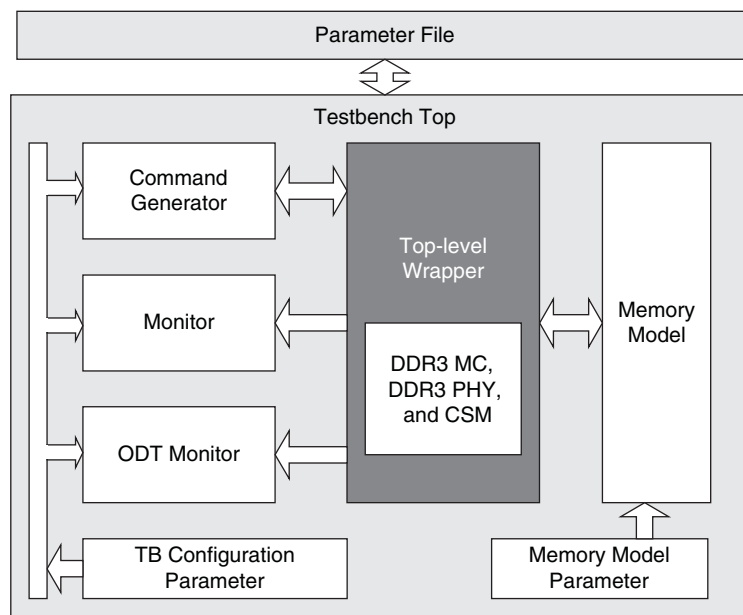 Parameter File
Testbench Top
Command
Generator
Top-level
Wrapper
Monitor
Memory
Model
DDR3 MC,
DDR3 PHY,
and CSM
ODT Monitor
TB Configuration
Parameter
Memory Model
Parameter